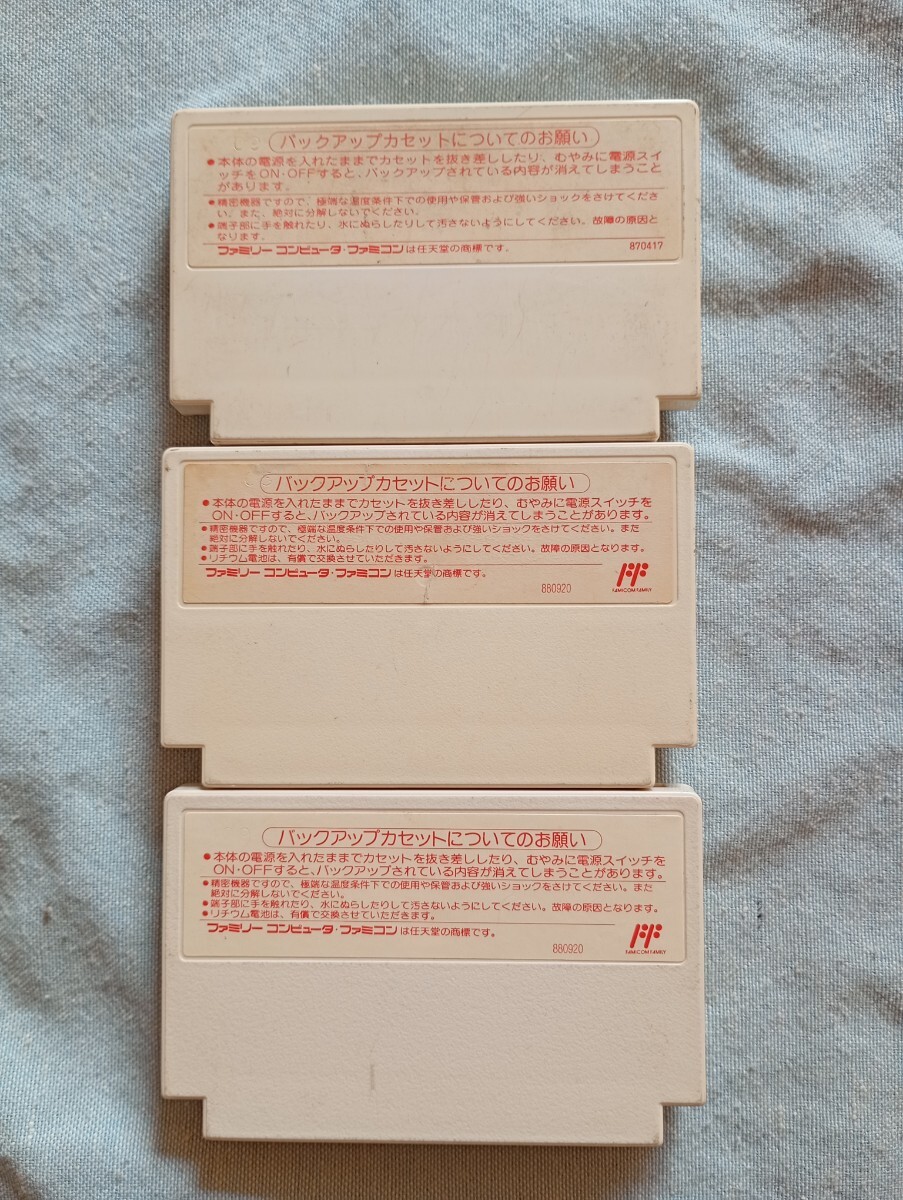 バックアップカセットについてのお願い
●本体の電源を入れたままでカセットを抜き差ししたり、むやみに電源スイ
ッチをON・OFFすると、バックアップされている内容が消えてしまうこと
があります。
●精密機器ですので、極端な温度条件下での使用や保管および強いショックをさけてくださ
い。また、絶対に分解しないでください。
●端子部に手を触れたり、水にぬらしたりして汚さないようにしてください。故障の原因と
なります。
ファミリー コンピュータ・ファミコンは任天堂の商標です。 870417
バックアップカセットについてのお願い
●本体の電源を入れたままでカセットを抜き差ししたり、むやみに電源スイッチを
ON・OFFすると、バックアップされている内容が消えてしまうことがあります。
●精密機器ですので、極端な温度条件下での使用や保管および強いショックをさけてください。また
絶対に分解しないでください。
●端子部に手を触れたり、水にぬらしたりして汚さないようにしてください。故障の原因となります。
●リチウム電池は、有償で交換させていただきます。
ファミリー コンピュータ・ファミコンは任天堂の商標です。
880920
FAMICOM FAMILY
バックアップカセットについてのお願い
●本体の電源を入れたままでカセットを抜き差ししたり、むやみに電源スイッチを
ON・OFFすると、バックアップされている内容が消えてしまうことがあります。
●精密機器ですので、極端な温度条件下での使用や保管および強いショックをさけてください。また
絶対に分解しないでください。
●端子部に手を触れたり、水にぬらしたりして汚さないようにしてください。故障の原因となります。
●リチウム電池は、有償で交換させていただきます。
ファミリー コンピュータ・ファミコンは任天堂の商標です。
880920
FAMICOM FAMILY